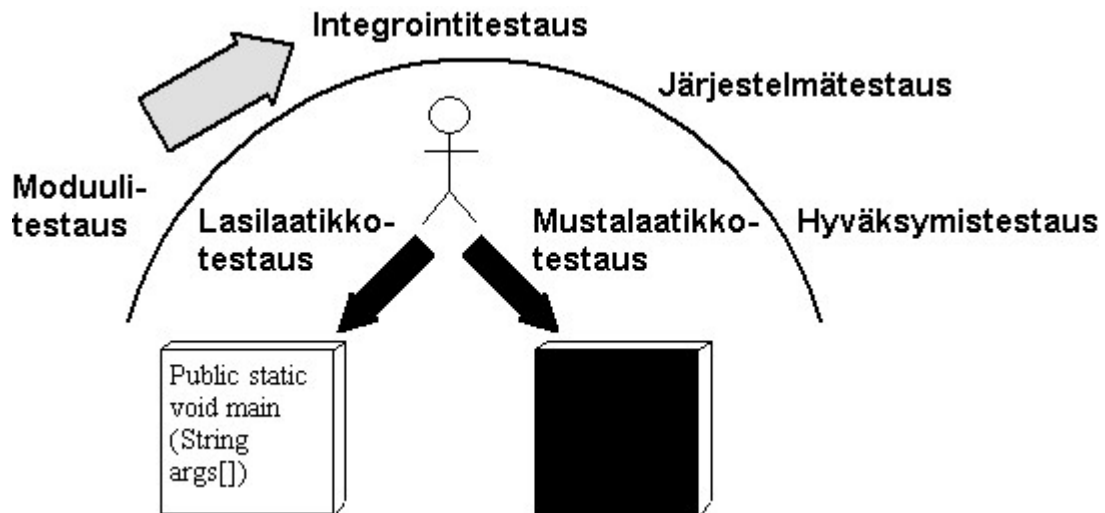 Integrointitestaus
Järjestelmätestaus
Moduuli-
testaus
Lasilaatikko-
testaus
Mustalaatikko-
testaus
Hyväksymistestaus
Public static
void main
(String
args[])